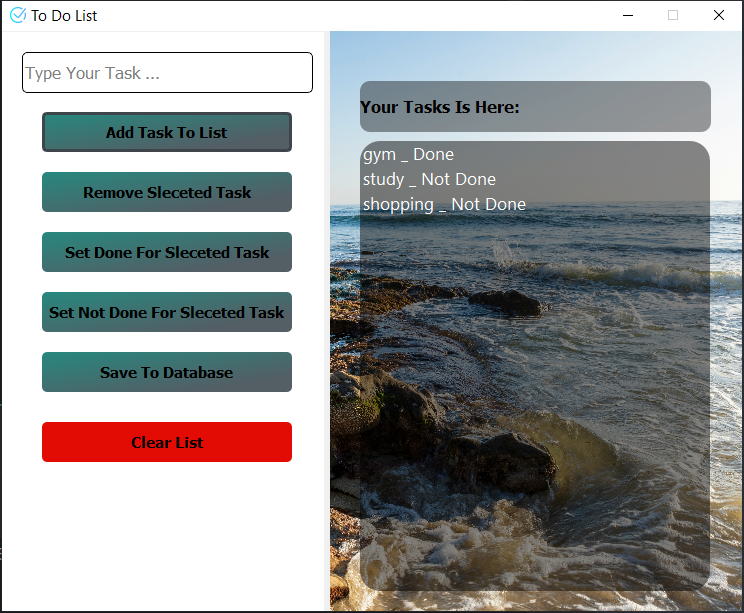 To Do List
Type Your Task ...
Add Task To List
Remove Sleceted Task
Set Done For Sleceted Task
Set Not Done For Sleceted Task
Save To Database
Clear List
Your Tasks Is Here:
gym _ Done
study _ Not Done
shopping _ Not Done